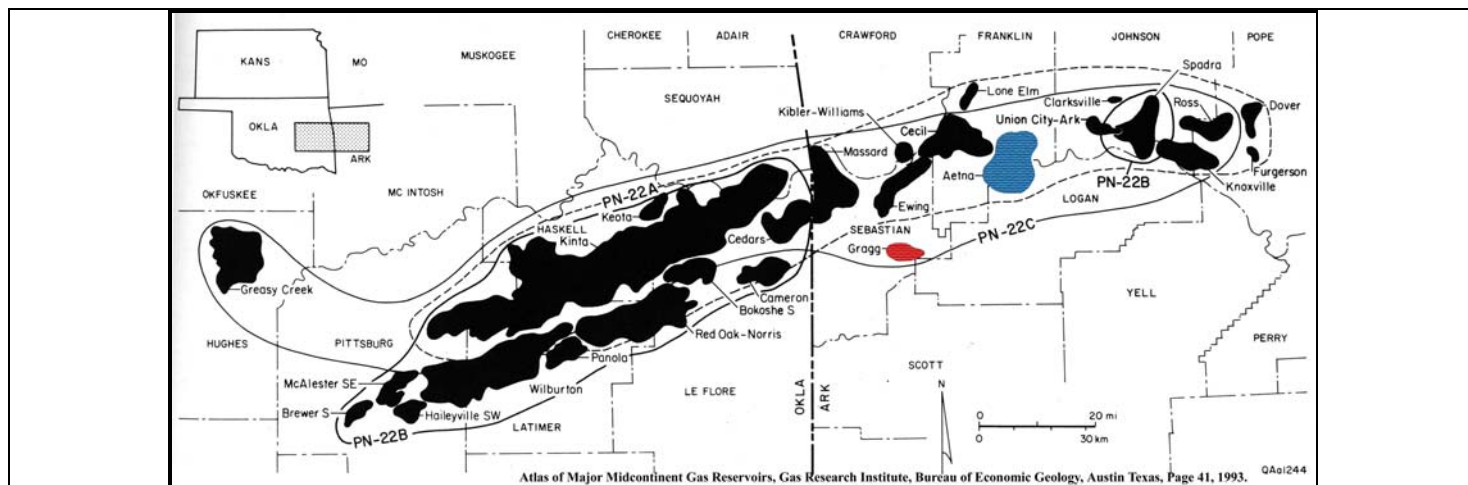 CHEROKEE
ADAIR
CRAWFORD
FRANKLIN
JOHNSON
POPE
KANS
MO
MUSKOGEE
Spadra
SEQUOYAH
Lone Elm
Clarksville
Ross
Dover
Kibler-Williams
OKLA
Cecil
Union City-Ark
ARK
Massard
Aetna
Furgerson
OKFUSKEE
MC INTOSH
PN-22A
PN-22B
Knoxville
Keota
Ewing
LOGAN
HASKELL
Kinta
Cedars
SEBASTIAN
PN-22C
Gragg
Greasy Creek
Cameron
Bokoshe S
YELL
Red Oak-Norris
HUGHES
PITTSBURG
Panola
PERRY
SCOTT
McAlester SE
Wilburton
LE FLORE
OKLA
ARK
N
Brewer S
Haileyville SW
0 20 mi
0 30 km
PN-22B
LATIMER
QAa1244
Atlas of Major Midcontinent Gas Reservoirs, Gas Research Institute, Bureau of Economic Geology, Austin Texas, Page 41, 1993.